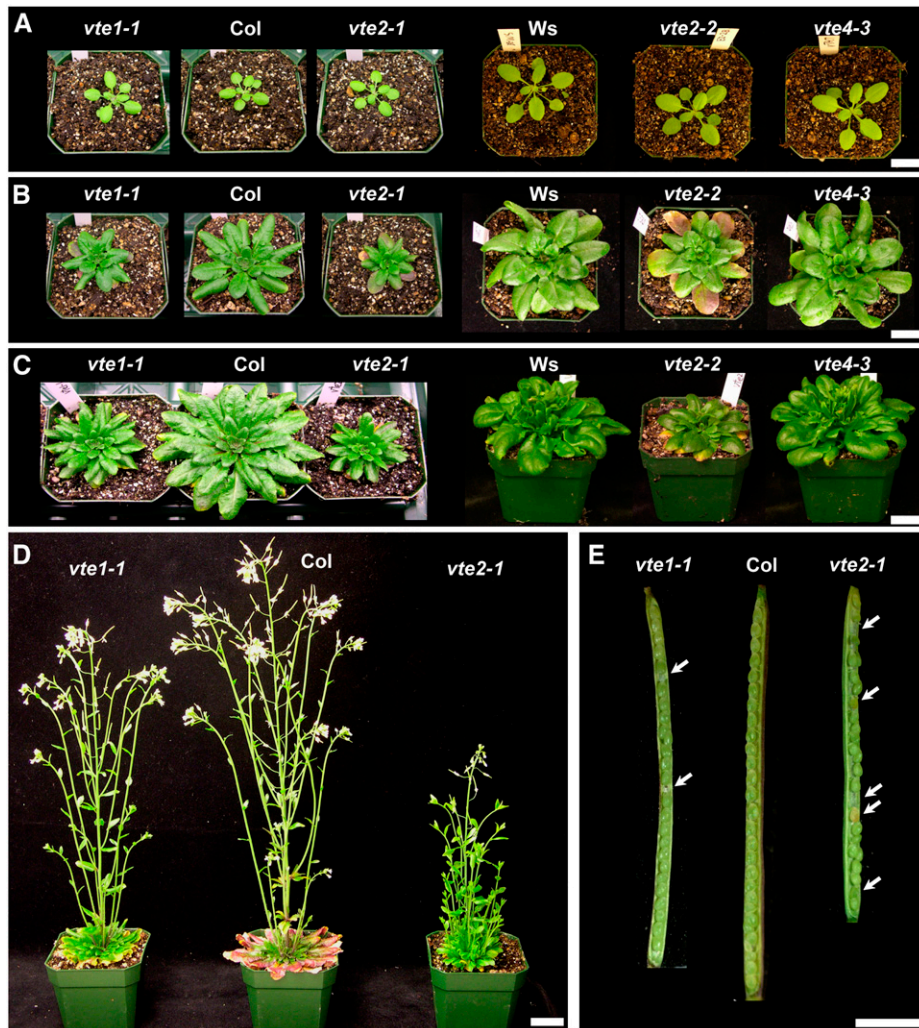 A vte1-1 Col vte2-1 Ws vte2-2 vte4-3
B vte1-1 Col vte2-1 Ws vte2-2 vte4-3
C vte1-1 Col vte2-1 Ws vte2-2 vte4-3
D vte1-1 Col vte2-1
E vte1-1 Col vte2-1